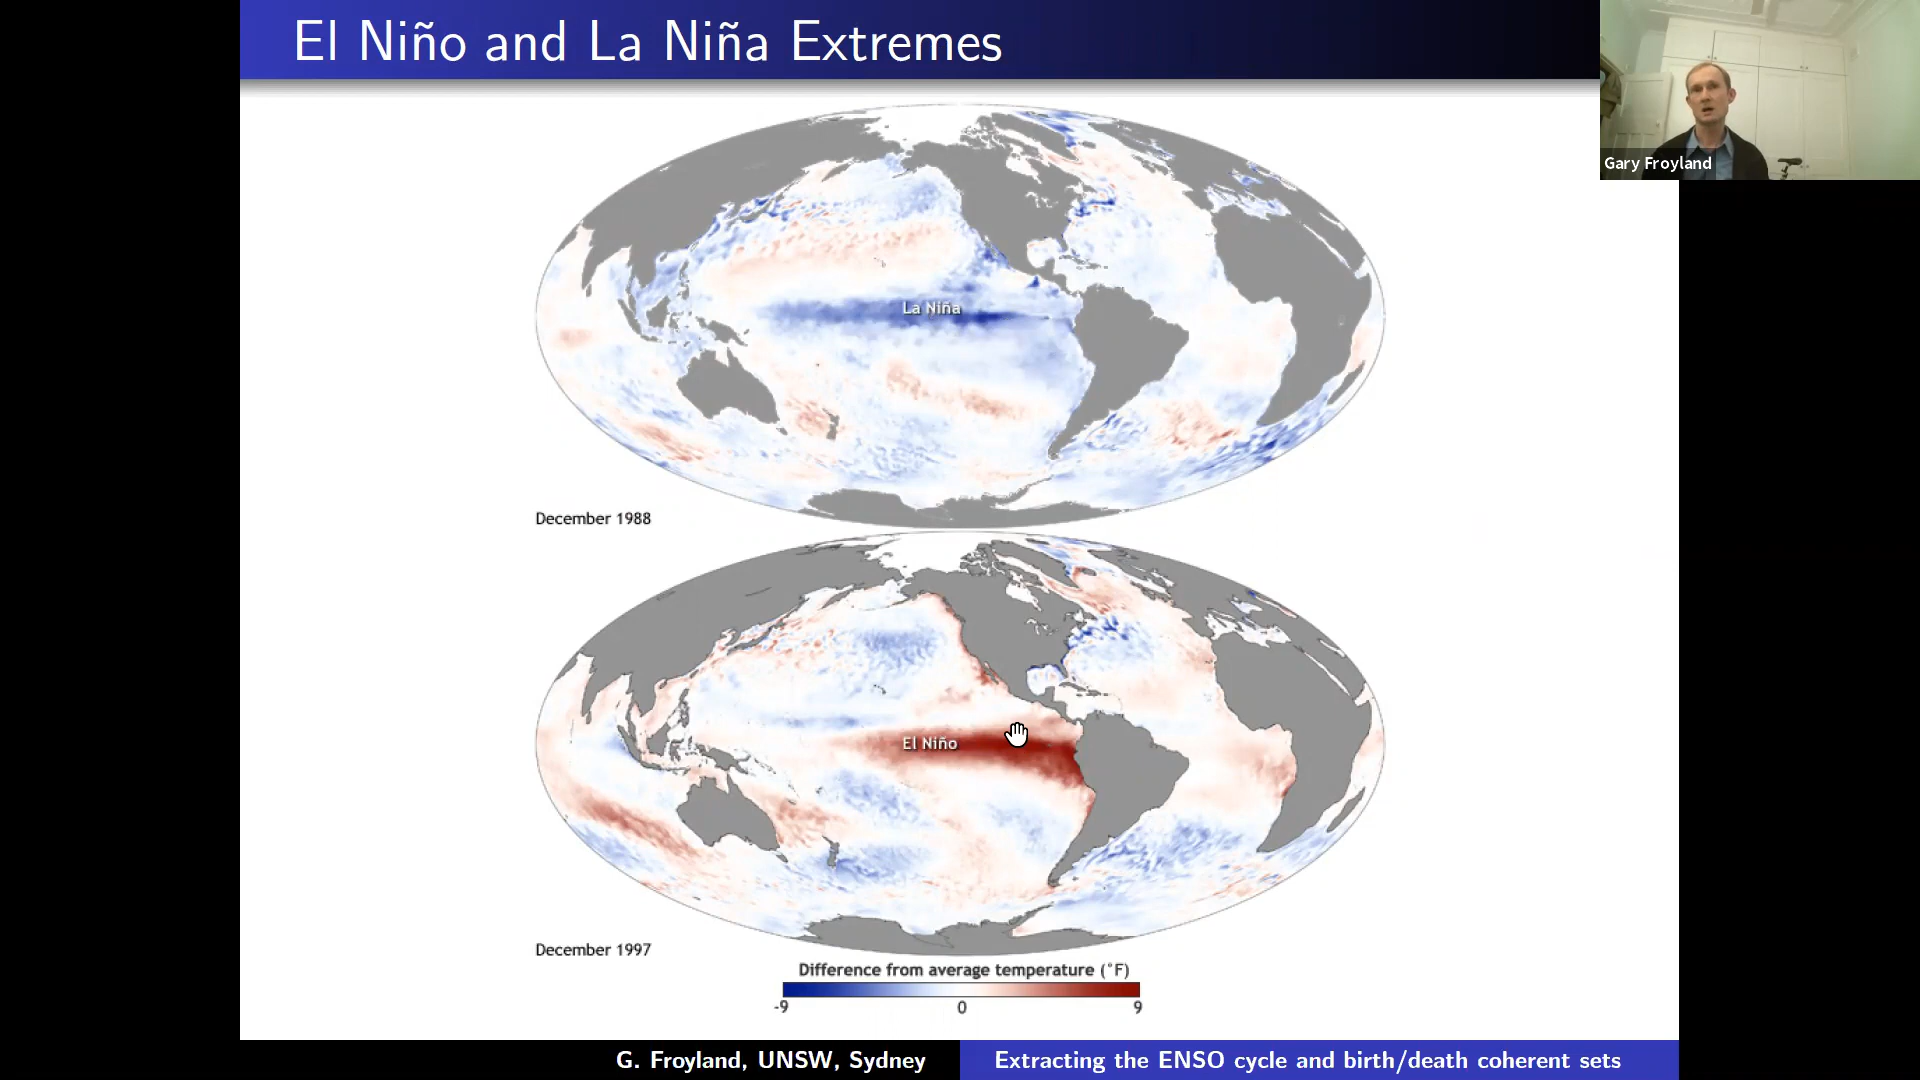 El Niño and La Niña Extremes
Gary Froyland
La Niña
December 1988
El Niño
December 1997
Difference from average temperature (°F)
-9 0 9
G. Froyland, UNSW, Sydney
Extracting the ENSO cycle and birth/death coherent sets